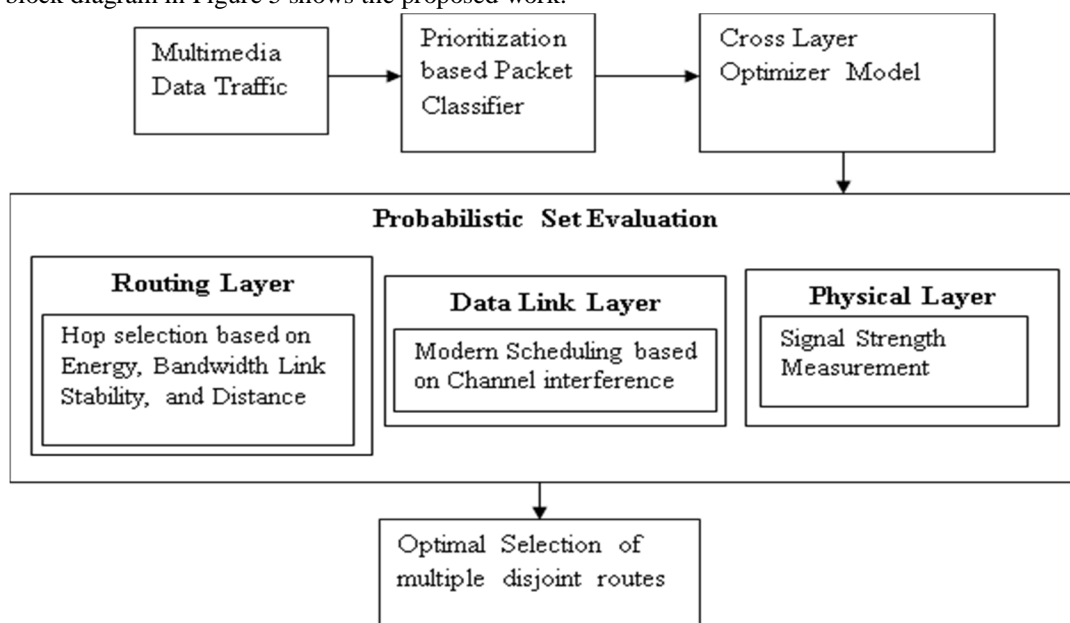 block diagram in Figure 3 shows the proposed work.
Multimedia
Data Traffic
Prioritization
based Packet
Classifier
Cross Layer
Optimizer Model
Probabilistic Set Evaluation
Routing Layer
Hop selection based on
Energy, Bandwidth Link
Stability, and Distance
Data Link Layer
Modern Scheduling based
on Channel interference
Physical Layer
Signal Strength
Measurement
Optimal Selection of
multiple disjoint routes